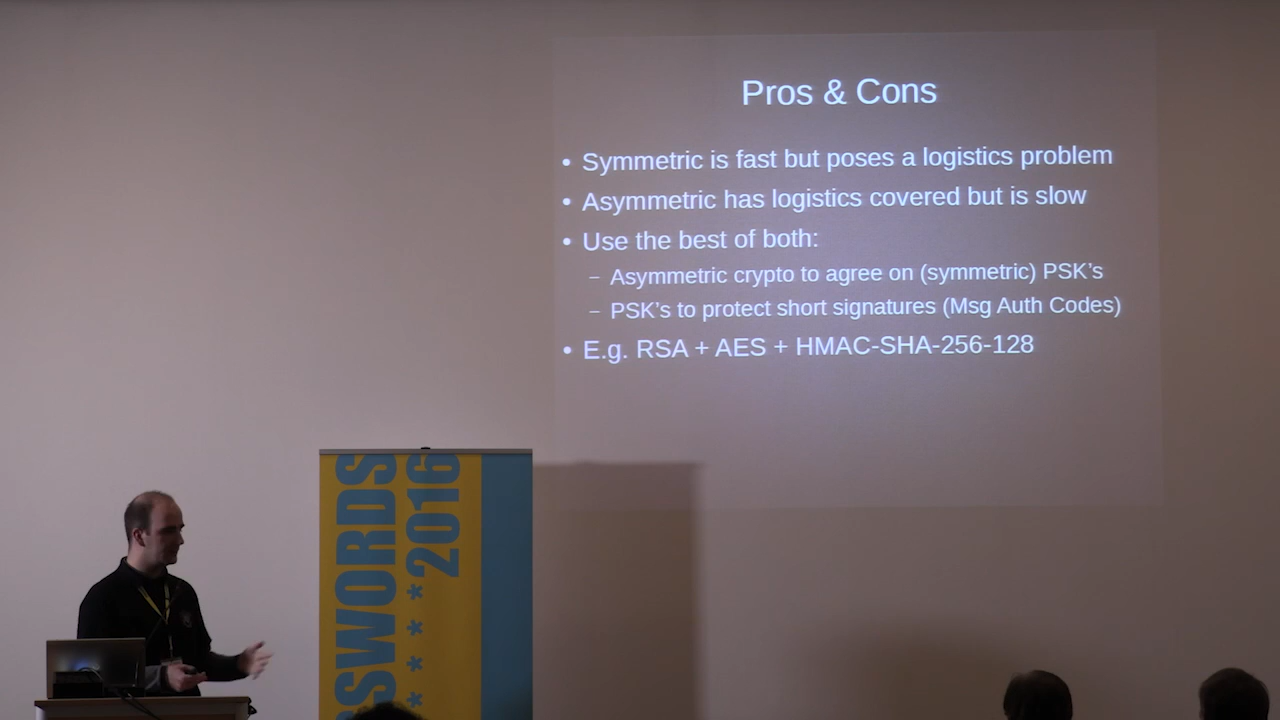 Pros & Cons
• Symmetric is fast but poses a logistics problem
• Asymmetric has logistics covered but is slow
• Use the best of both:
– Asymmetric crypto to agree on (symmetric) PSK's
– PSK's to protect short signatures (Msg Auth Codes)
• E.g. RSA + AES + HMAC-SHA-256-128
SSWORDS
* * * * 2016